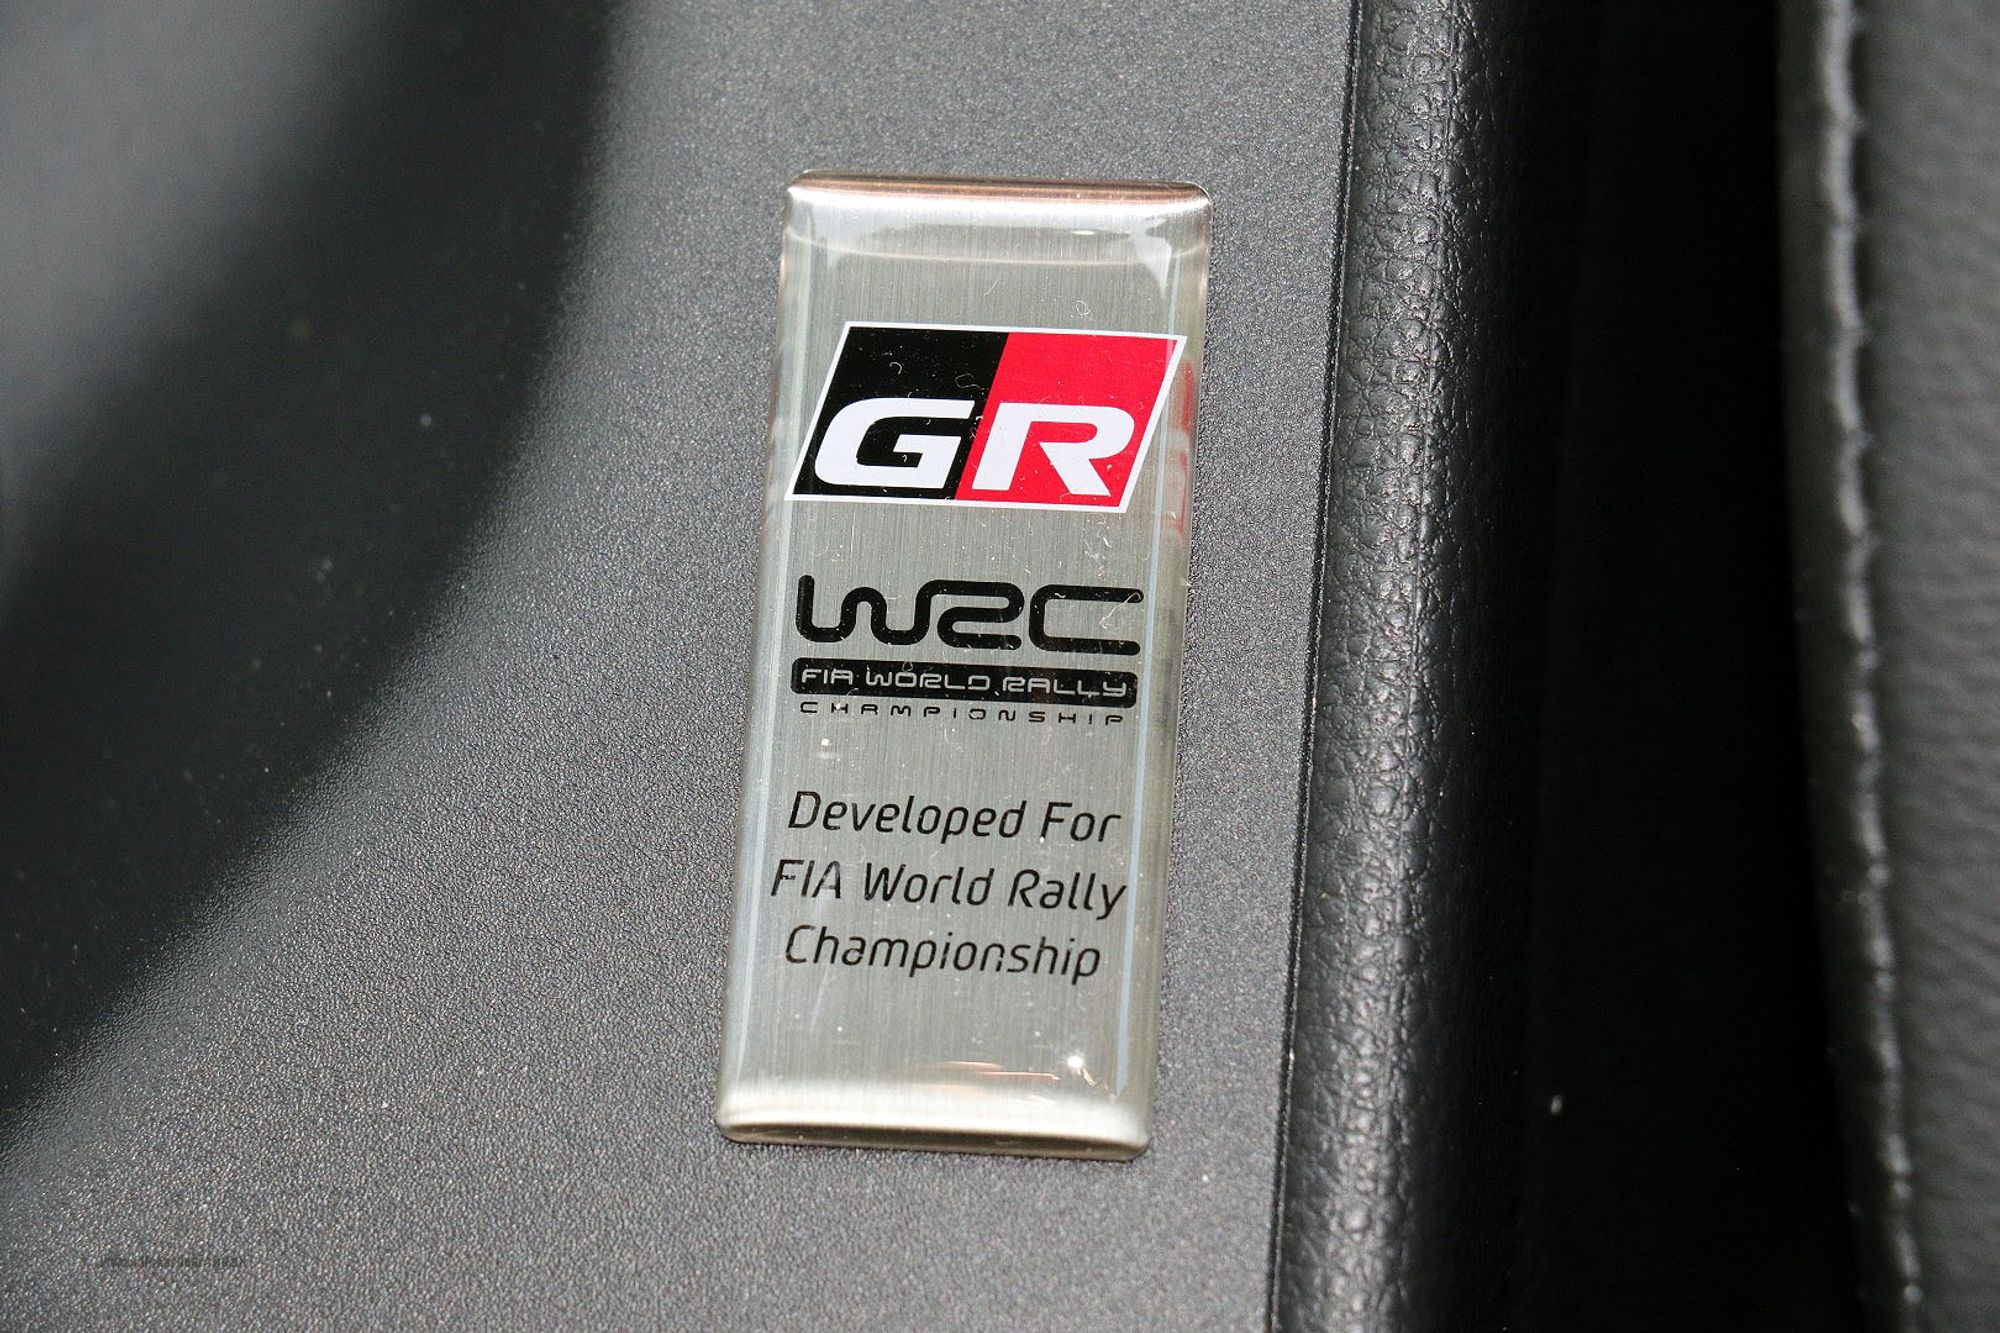 GR
WRC
FIA WORLD RALLY
CHAMPIONSHIP
Developed For
FIA World Rally
Championship